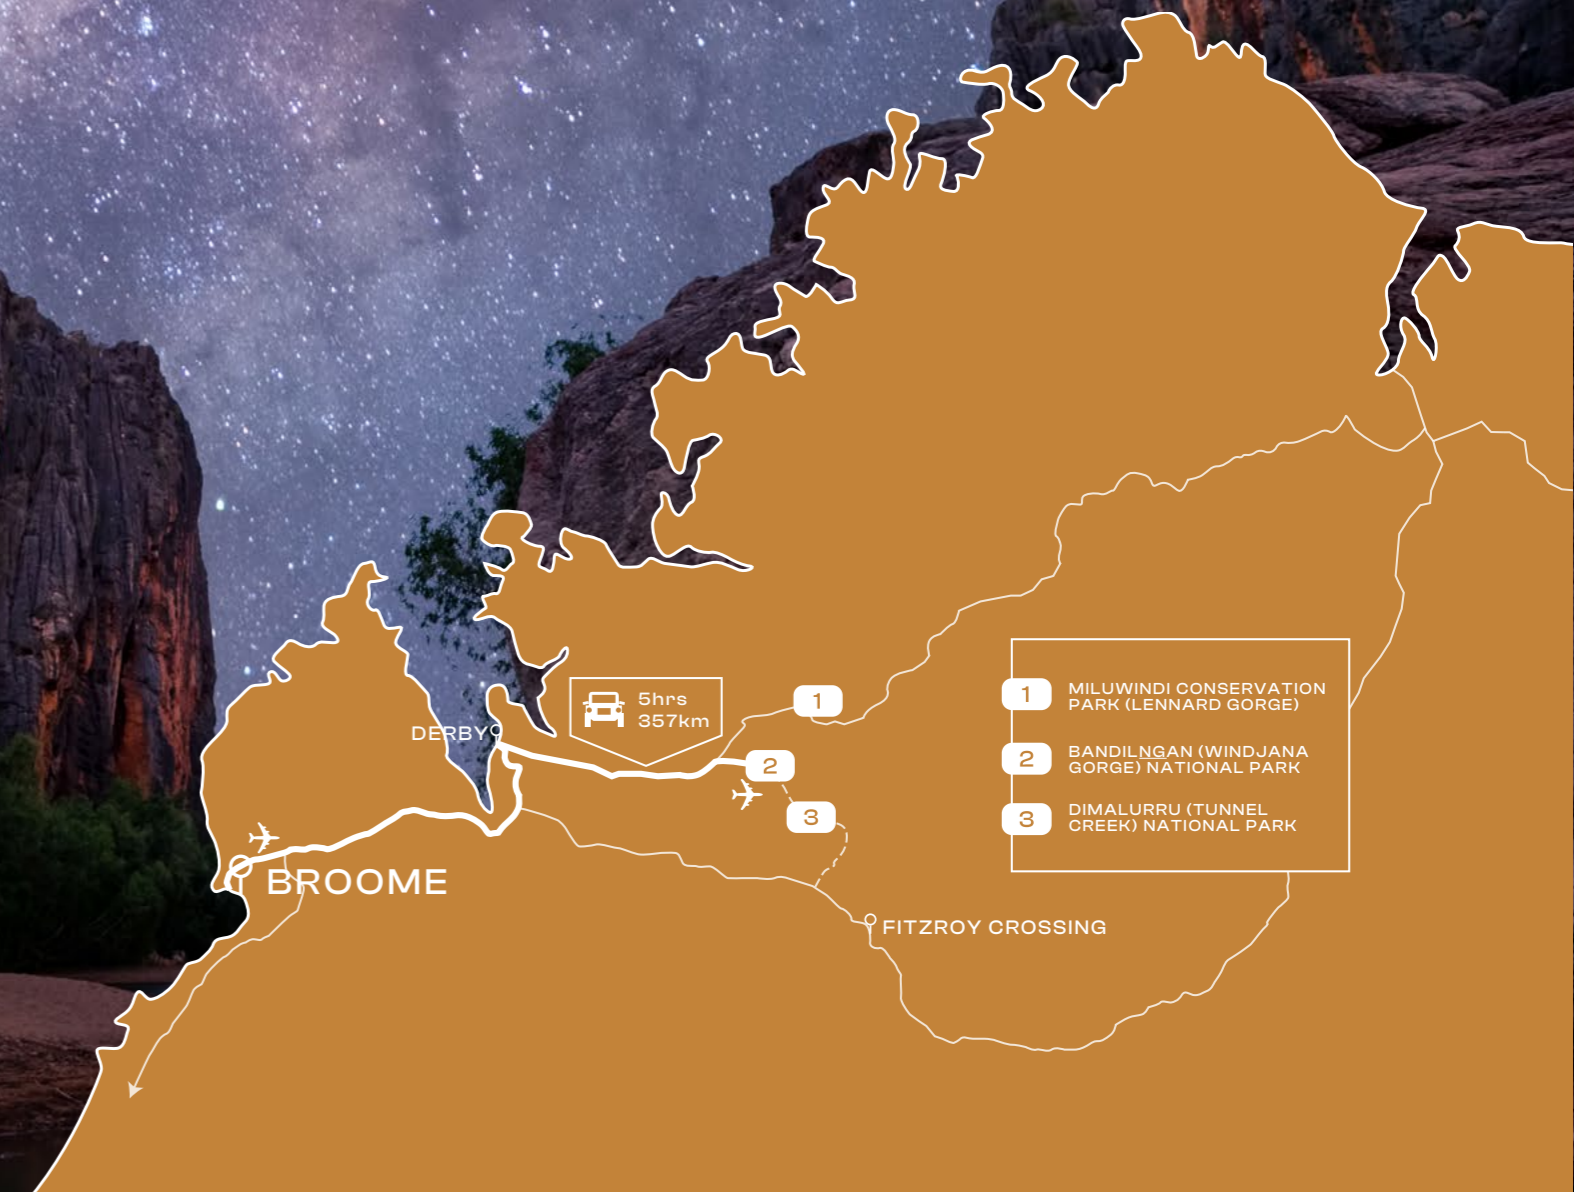 5hrs
357km
DERBY
1
2
3
BROOME
FITZROY CROSSING
1 MILUWINDI CONSERVATION
PARK (LENNARD GORGE)
2 BANDILNGAN (WINDJANA
GORGE) NATIONAL PARK
3 DIMALURRU (TUNNEL
CREEK) NATIONAL PARK